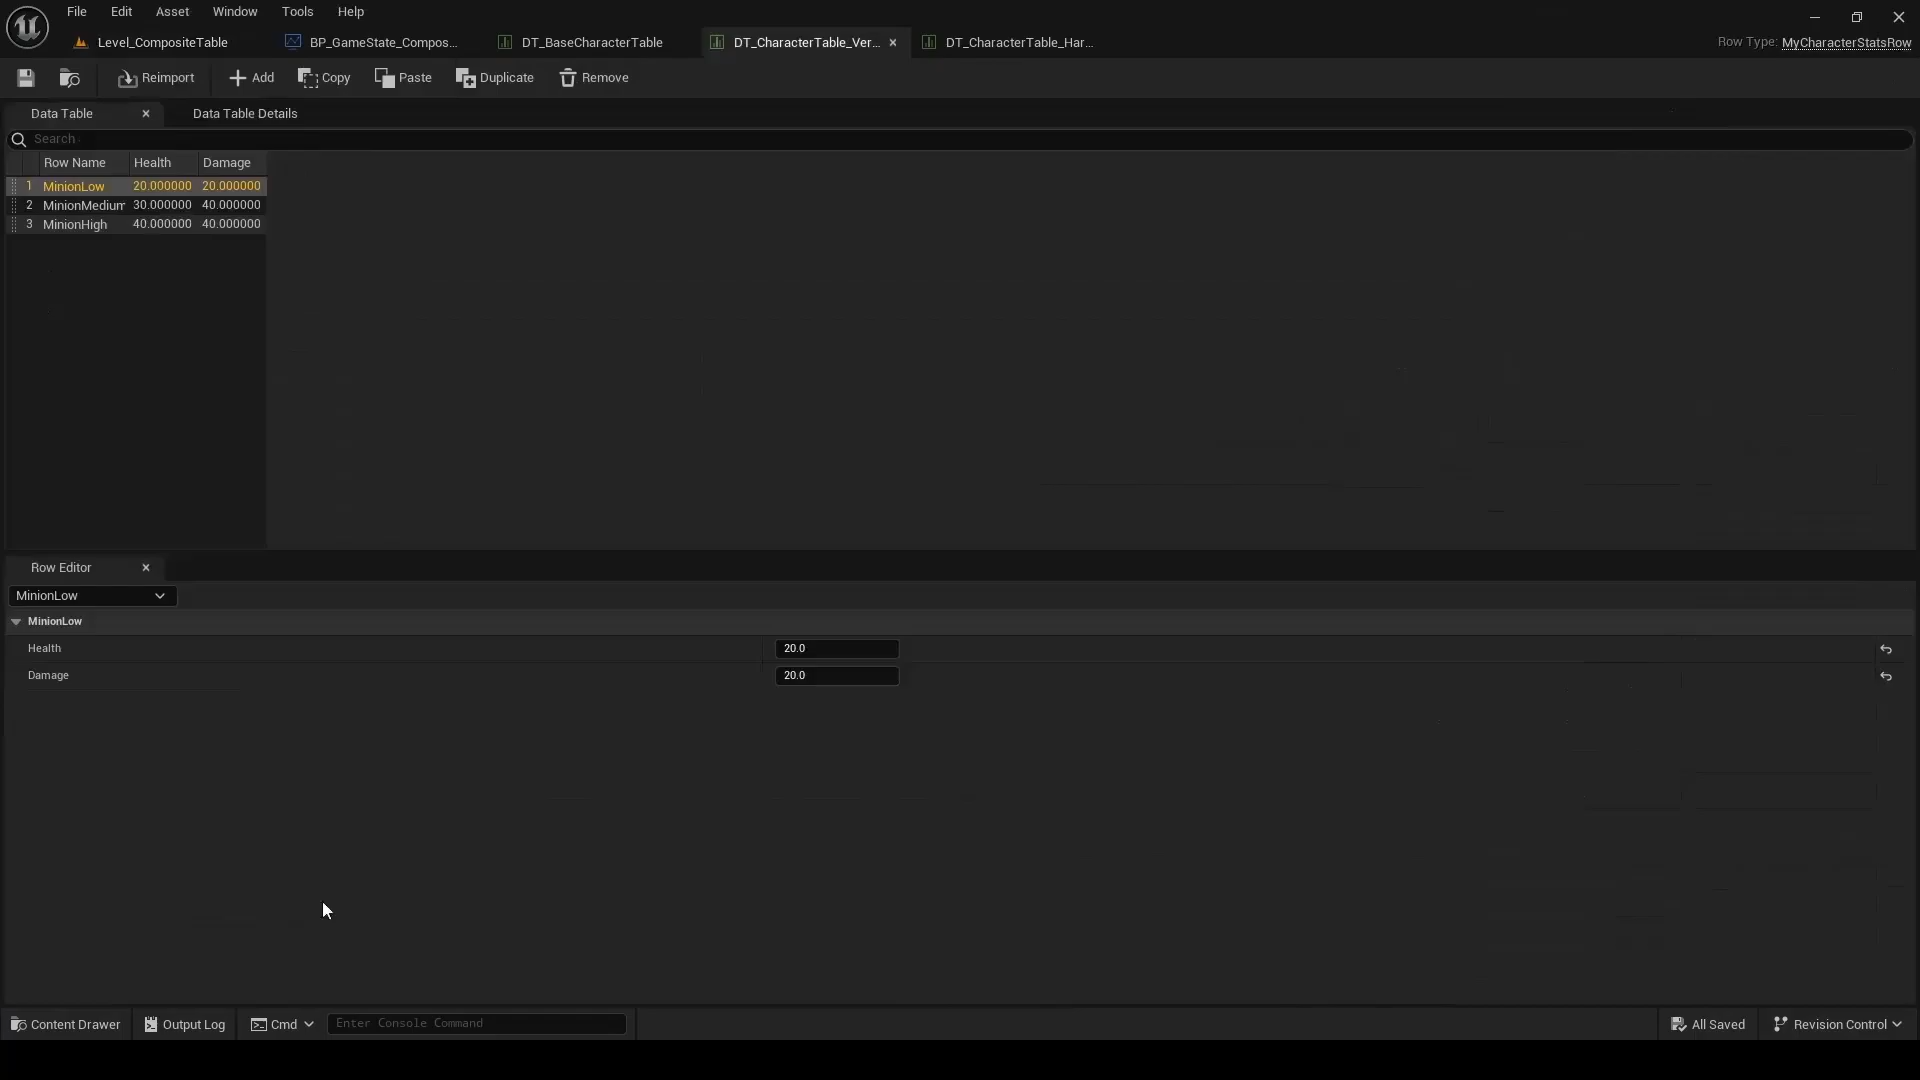 File Edit Asset Window Tools Help
Level_CompositeTable BP_GameState_Compos... DT_BaseCharacterTable DT_CharacterTable_Ver... DT_CharacterTable_Har... Row Type: MyCharacterStatsRow
Reimport Add Copy Paste Duplicate Remove
Data Table Data Table Details
Search
Row Name Health Damage
1 MinionLow 20.000000 20.000000
2 MinionMedium 30.000000 40.000000
3 MinionHigh 40.000000 40.000000
Row Editor
MinionLow
MinionLow
Health 20.0
Damage 20.0
Content Drawer Output Log Cmd Enter Console Command All Saved Revision Control